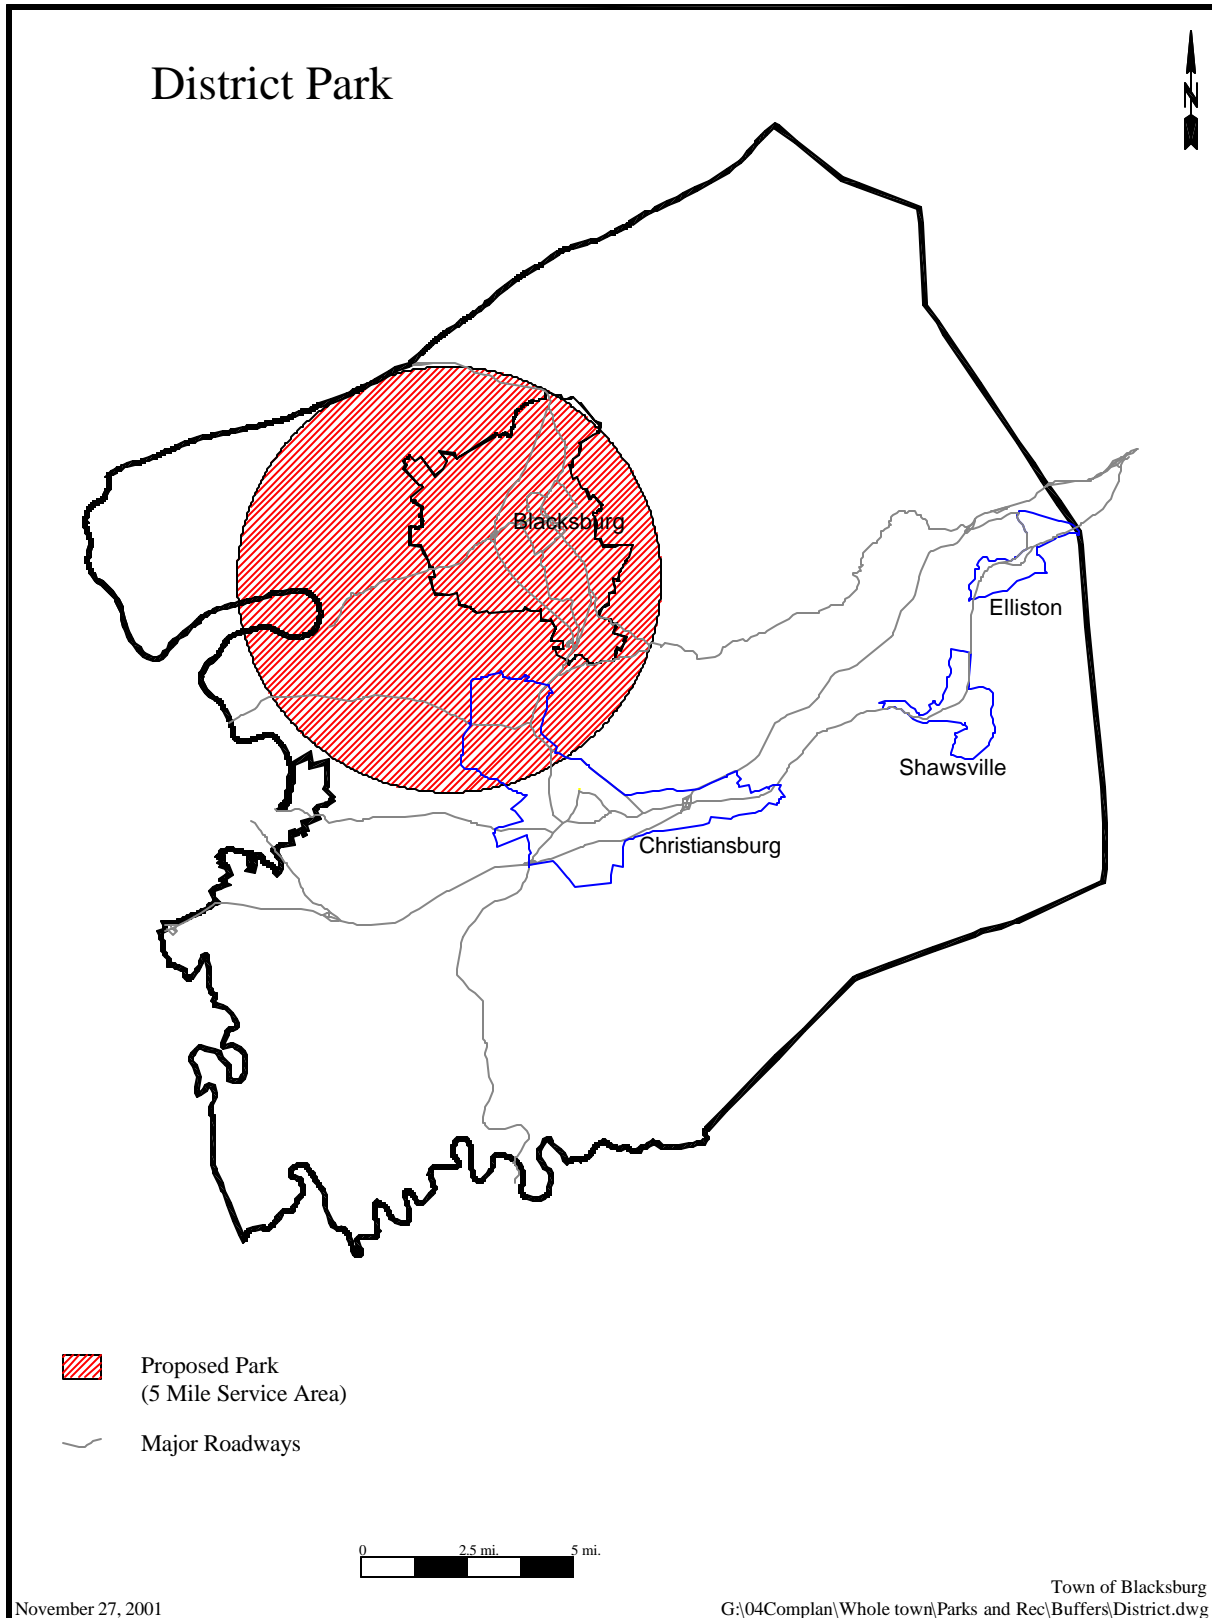 District Park
N
Blacksburg
Elliston
Shawsville
Christiansburg
Proposed Park
(5 Mile Service Area)
Major Roadways
0 2.5 mi. 5 mi.
Town of Blacksburg
November 27, 2001 G:\04Complan\Whole town\Parks and Rec\Buffers\District.dwg